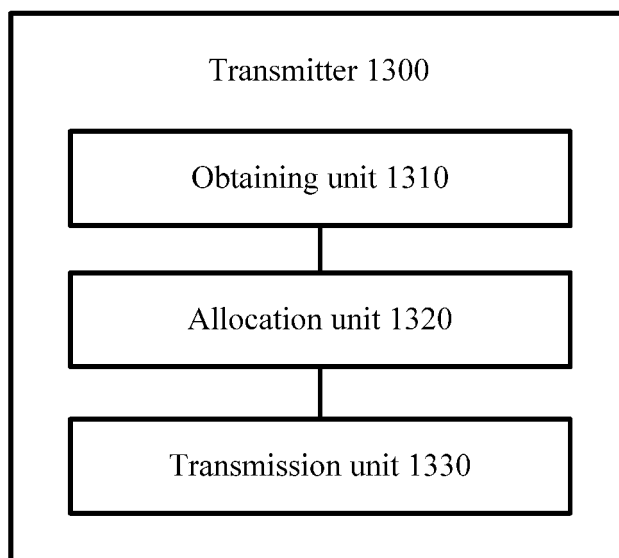 Transmitter 1300
Obtaining unit 1310
Allocation unit 1320
Transmission unit 1330